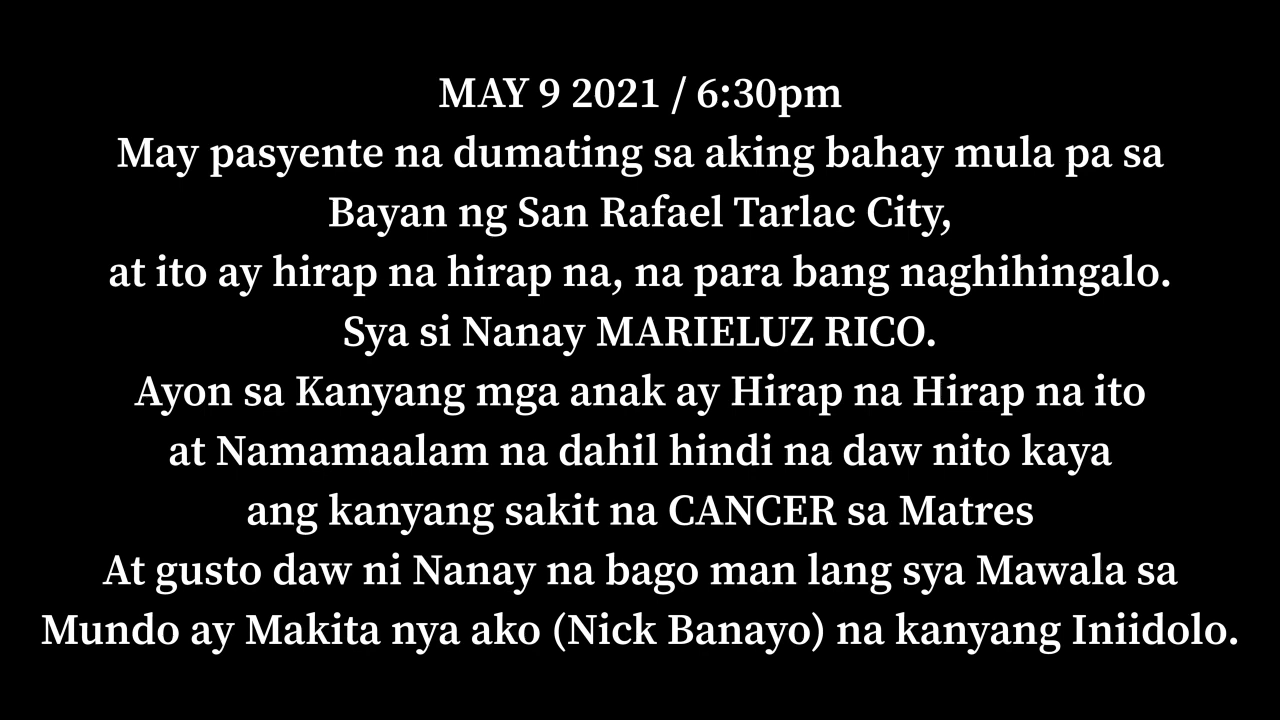 MAY 9 2021 / 6:30pm
May pasyente na dumating sa aking bahay mula pa sa
Bayan ng San Rafael Tarlac City,
at ito ay hirap na hirap na, na para bang naghihingalo.
Sya si Nanay MARIELUZ RICO.
Ayon sa Kanyang mga anak ay Hirap na Hirap na ito
at Namamaalam na dahil hindi na daw nito kaya
ang kanyang sakit na CANCER sa Matres
At gusto daw ni Nanay na bago man lang sya Mawala sa
Mundo ay Makita nya ako (Nick Banayo) na kanyang Iniidolo.